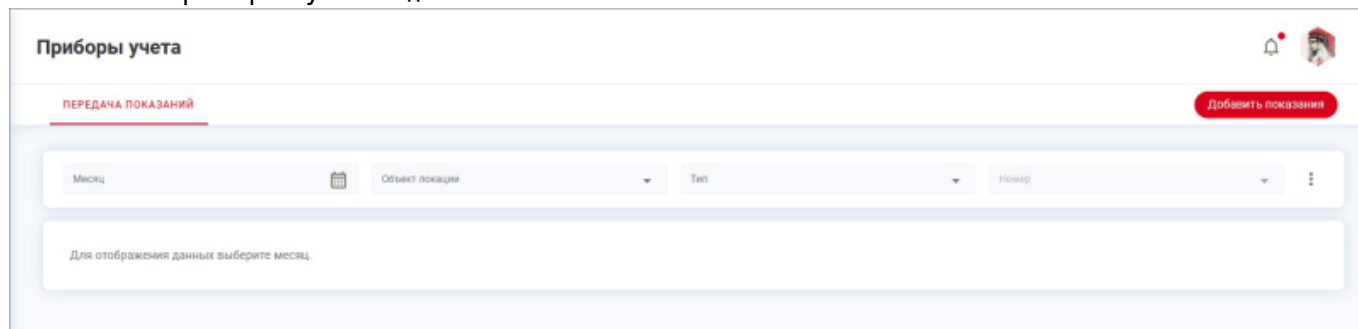 Приборы учета
ПЕРЕДАЧА ПОКАЗАНИЙ
Добавить показания
Месяц
Объект локации
Тип
Номер
Для отображения данных выберите месяц.